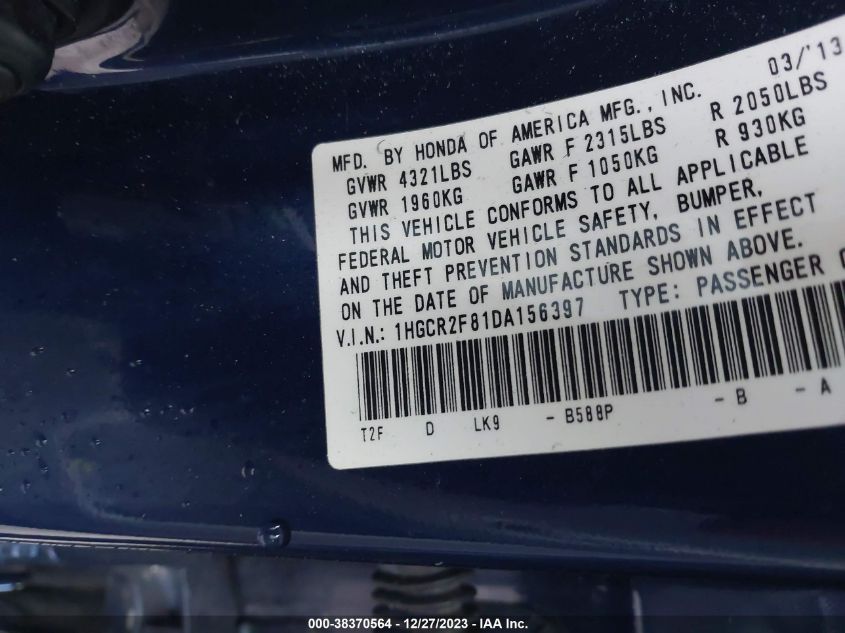 03/'13
MFD. BY HONDA OF AMERICA MFG., INC.
GVWR 4321LBS GAWR F 2315LBS R 2050LBS
GVWR 1960KG GAWR F 1050KG R 930KG
THIS VEHICLE CONFORMS TO ALL APPLICABLE
FEDERAL MOTOR VEHICLE SAFETY, BUMPER,
AND THEFT PREVENTION STANDARDS IN EFFECT
ON THE DATE OF MANUFACTURE SHOWN ABOVE.
V.I.N.: 1HGCR2F81DA156397 TYPE: PASSENGER
T2F D LK9 - B588P - B - A
000-38370564 - 12/27/2023 - IAA Inc.